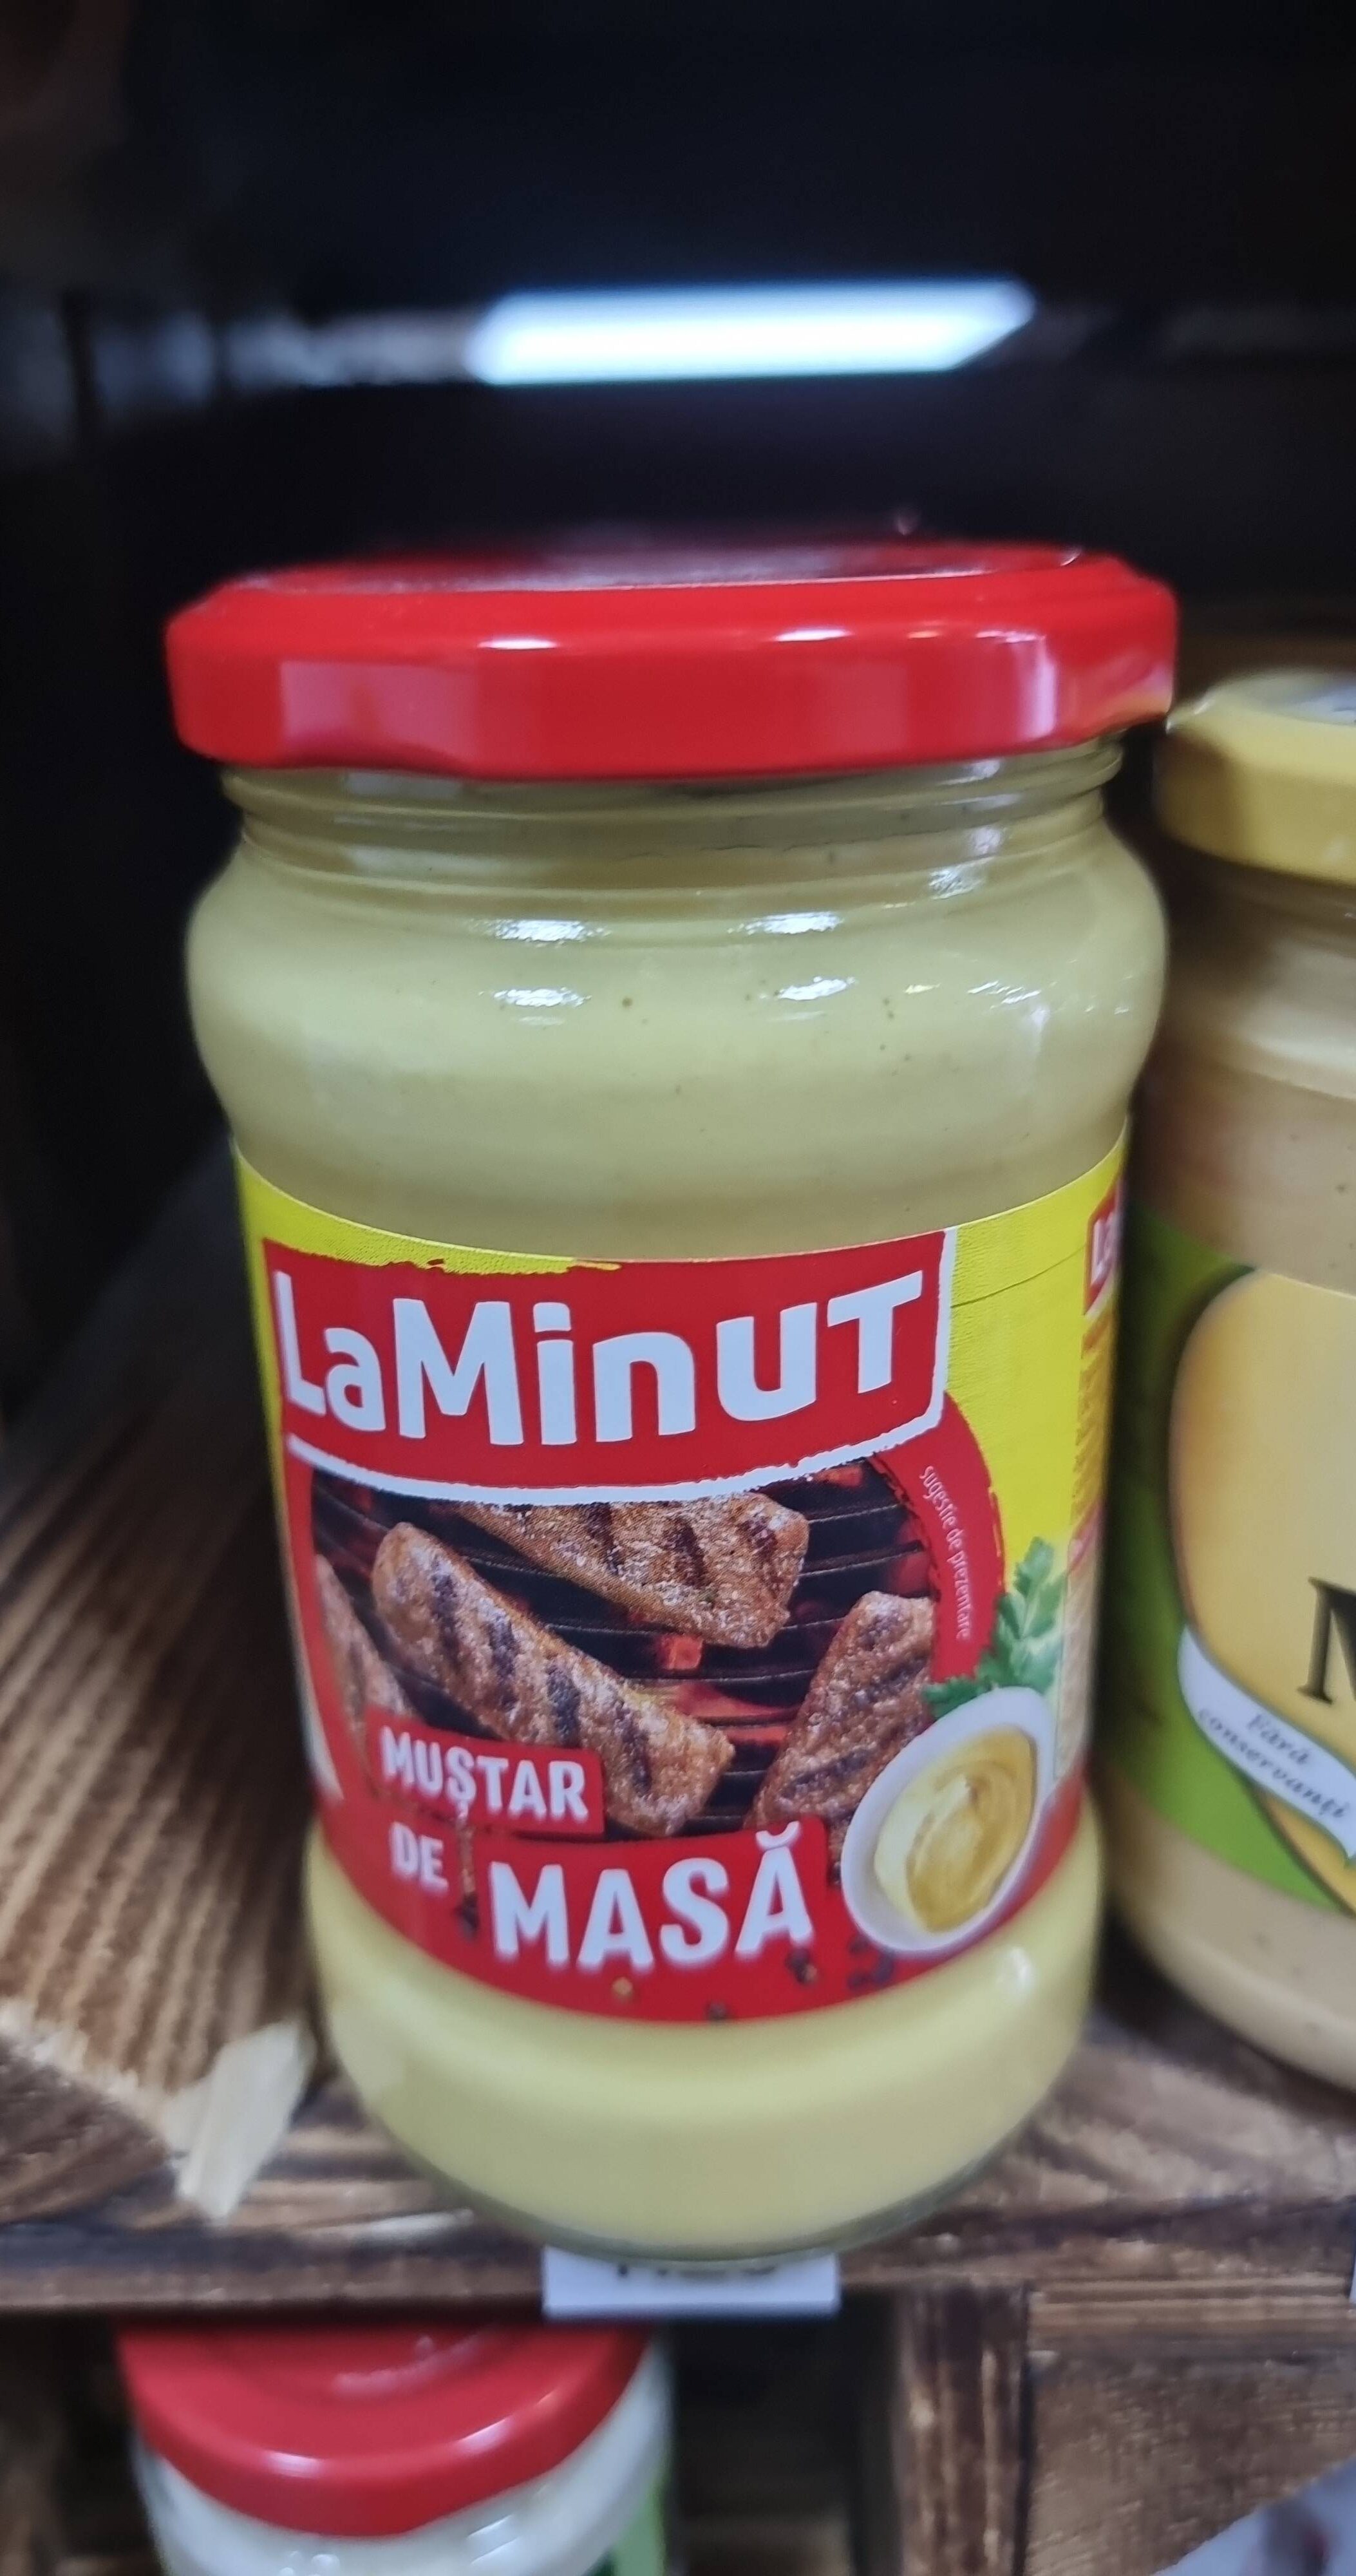 LaMinut
sugestie de prezentare
MUȘTAR
DE MASĂ
Fără
conservanți